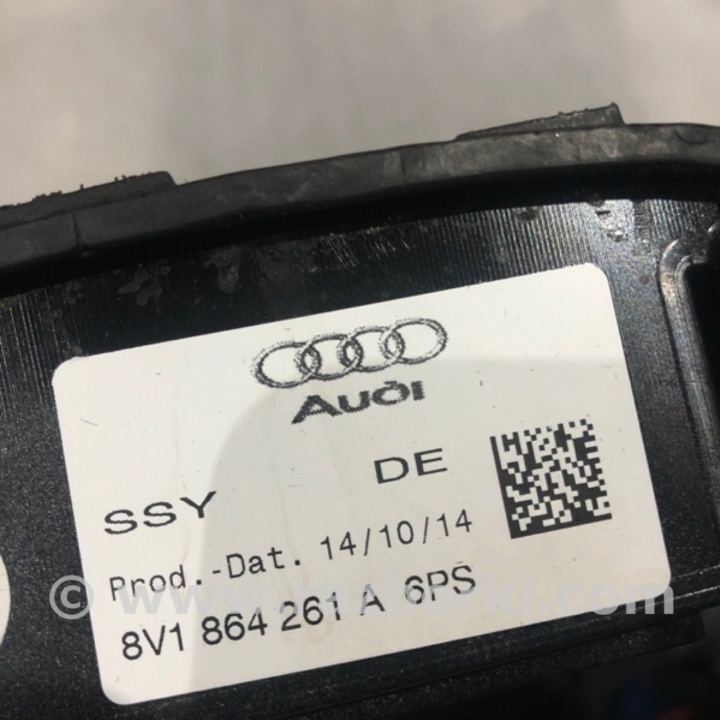 Audi
SSY DE
Prod.-Dat. 14/10/14
8V1 864 261 A 6PS